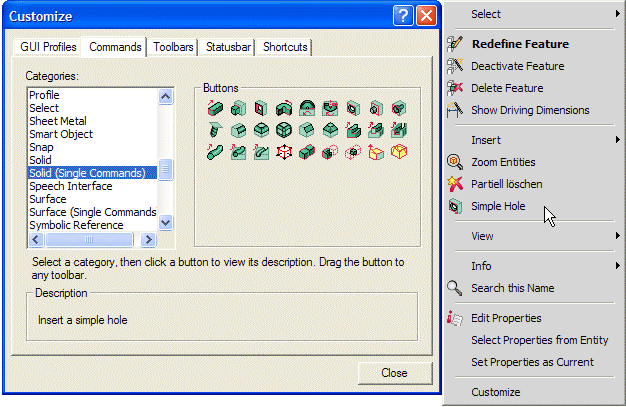 Customize
GUI Profiles
Commands
Toolbars
Statusbar
Shortcuts
Categories:
Profile
Select
Sheet Metal
Smart Object
Snap
Solid
Solid (Single Commands)
Speech Interface
Surface
Surface (Single Commands
Symbolic Reference
Buttons
Select a category, then click a button to view its description. Drag the button to
any toolbar.
Description
Insert a simple hole
Close
Select
Redefine Feature
Deactivate Feature
Delete Feature
Show Driving Dimensions
Insert
Zoom Entities
Partiell löschen
Simple Hole
View
Info
Search this Name
Edit Properties
Select Properties from Entity
Set Properties as Current
Customize